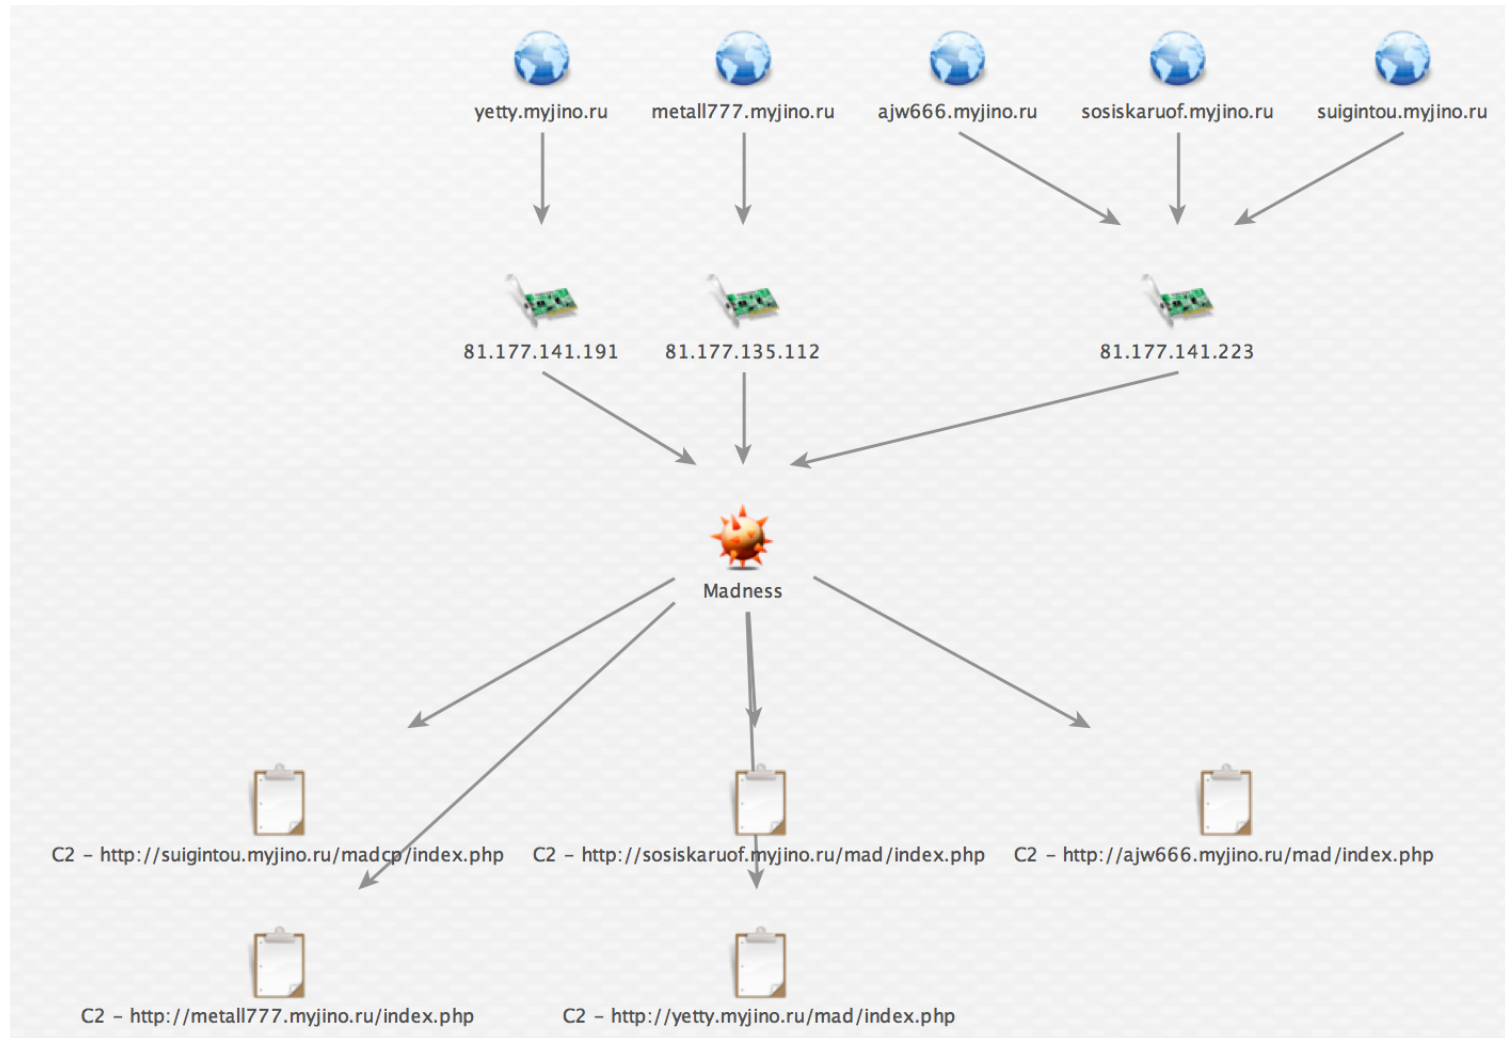 yetty.myjino.ru metall777.myjino.ru ajw666.myjino.ru sosiskaruof.myjino.ru suigintou.myjino.ru
81.177.141.191 81.177.135.112 81.177.141.223
Madness
C2 - http://suigintou.myjino.ru/madcp/index.php C2 - http://sosiskaruof.myjino.ru/mad/index.php C2 - http://ajw666.myjino.ru/mad/index.php
C2 - http://metall777.myjino.ru/index.php C2 - http://yetty.myjino.ru/mad/index.php